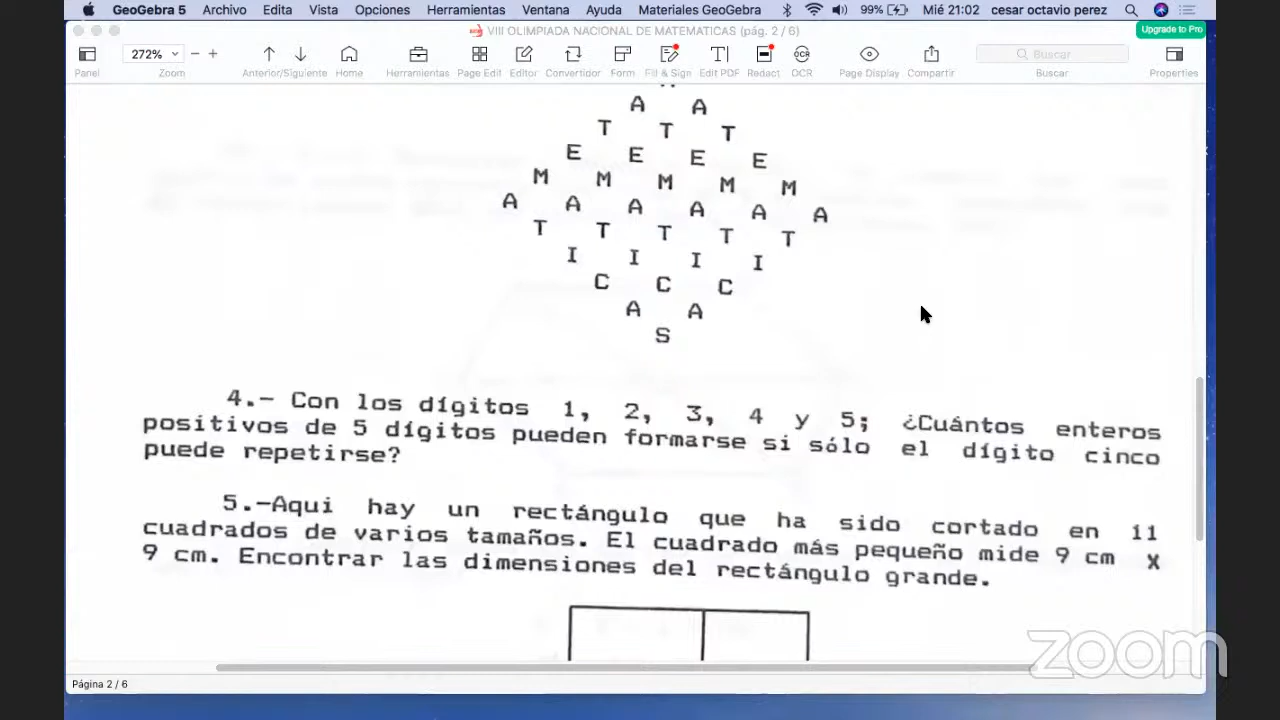 GeoGebra 5 Archivo Edita Vista Opciones Herramientas Ventana Ayuda Materiales GeoGebra 99% Mié 21:02 cesar octavio perez
VIII OLIMPIADA NACIONAL DE MATEMATICAS (pág. 2 / 6)
Upgrade to Pro
272%
Buscar
Panel Zoom Anterior/Siguiente Home Herramientas Page Edit Editor Convertidor Form Fill & Sign Edit PDF Redact OCR Page Display Compartir Buscar Properties
A A
T T T
E E E E
M M M M M
A A A A A A
T T T T T
I I I I
C C C
A A
S
4.- Con los dígitos 1, 2, 3, 4 y 5; ¿Cuántos enteros
positivos de 5 dígitos pueden formarse si sólo el dígito cinco
puede repetirse?
5.-Aqui hay un rectángulo que ha sido cortado en 11
cuadrados de varios tamaños. El cuadrado más pequeño mide 9 cm x
9 cm. Encontrar las dimensiones del rectángulo grande.
zoom
Página 2 / 6